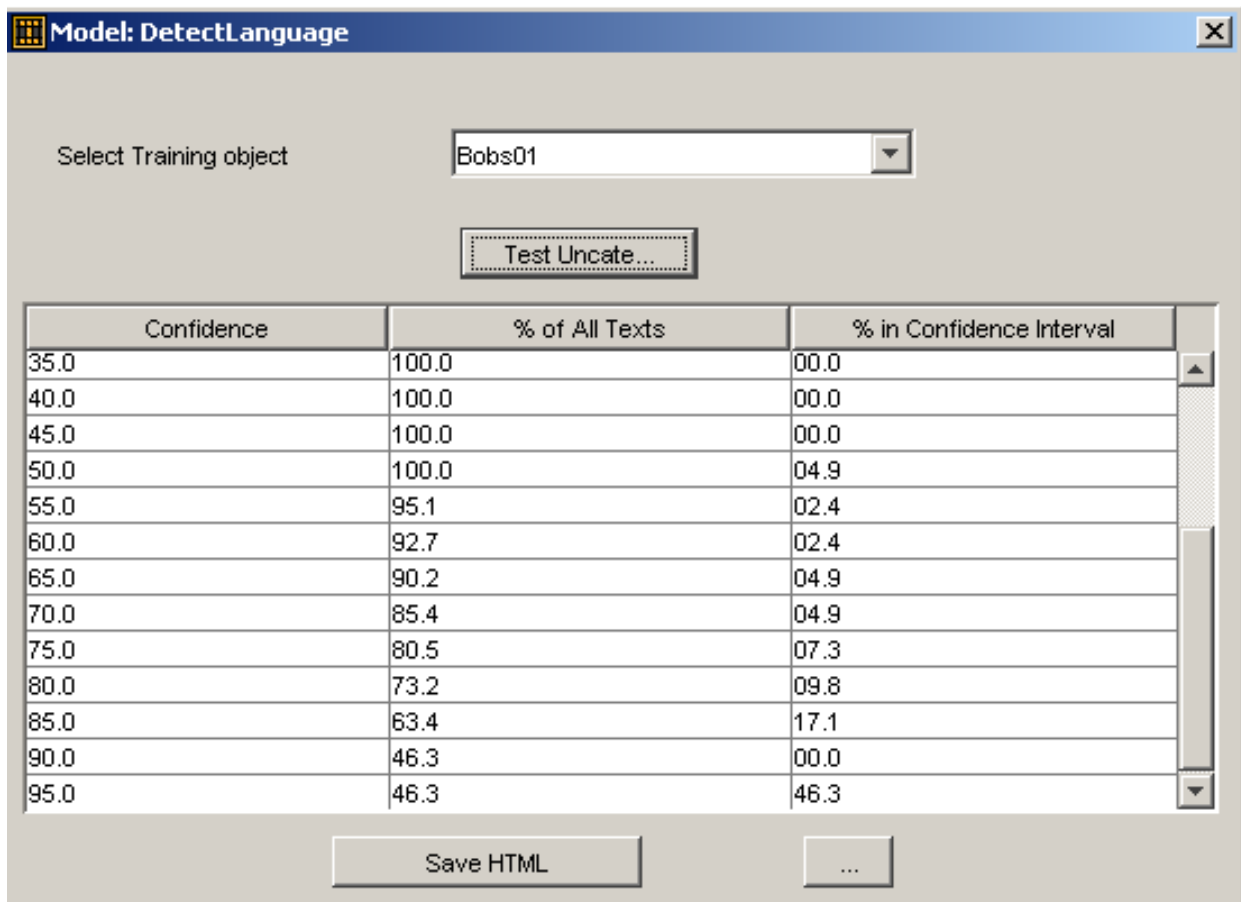 Model: DetectLanguage
Select Training object Bobs01
Test Uncate...
Confidence % of All Texts % in Confidence Interval
35.0 100.0 00.0
40.0 100.0 00.0
45.0 100.0 00.0
50.0 100.0 04.9
55.0 95.1 02.4
60.0 92.7 02.4
65.0 90.2 04.9
70.0 85.4 04.9
75.0 80.5 07.3
80.0 73.2 09.8
85.0 63.4 17.1
90.0 46.3 00.0
95.0 46.3 46.3
Save HTML ...